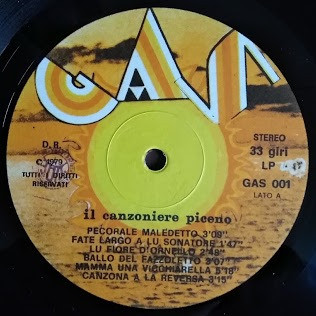 GAS
D. R.
C 1979
TUTTI I DIRITTI
RISERVATI
STEREO
33 giri
LP
GAS 001
LATO A
il canzoniere piceno
PECORALE MALEDETTO 3'09"
FATE LARGO A LU SONATORE 1'47"
LU FIORE D'ORNELLO 2'48"
BALLO DEL FAZZOLETTO 3'07"
MAMMA UNA VICCHIARELLA 5'18"
CANZONA A LA REVERSA 3'15"